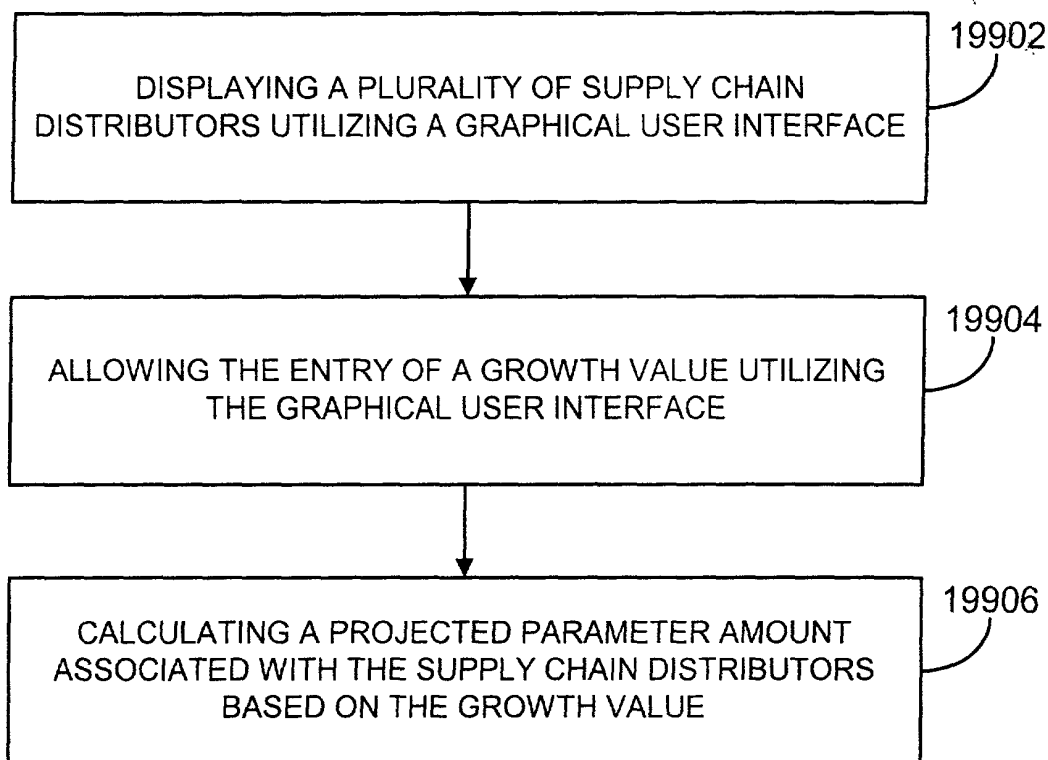 19902
DISPLAYING A PLURALITY OF SUPPLY CHAIN
DISTRIBUTORS UTILIZING A GRAPHICAL USER INTERFACE
19904
ALLOWING THE ENTRY OF A GROWTH VALUE UTILIZING
THE GRAPHICAL USER INTERFACE
19906
CALCULATING A PROJECTED PARAMETER AMOUNT
ASSOCIATED WITH THE SUPPLY CHAIN DISTRIBUTORS
BASED ON THE GROWTH VALUE